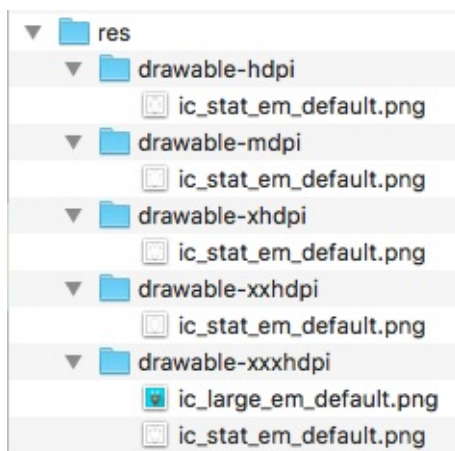 res
drawable-hdpi
ic_stat_em_default.png
drawable-mdpi
ic_stat_em_default.png
drawable-xhdpi
ic_stat_em_default.png
drawable-xxhdpi
ic_stat_em_default.png
drawable-xxxhdpi
ic_large_em_default.png
ic_stat_em_default.png